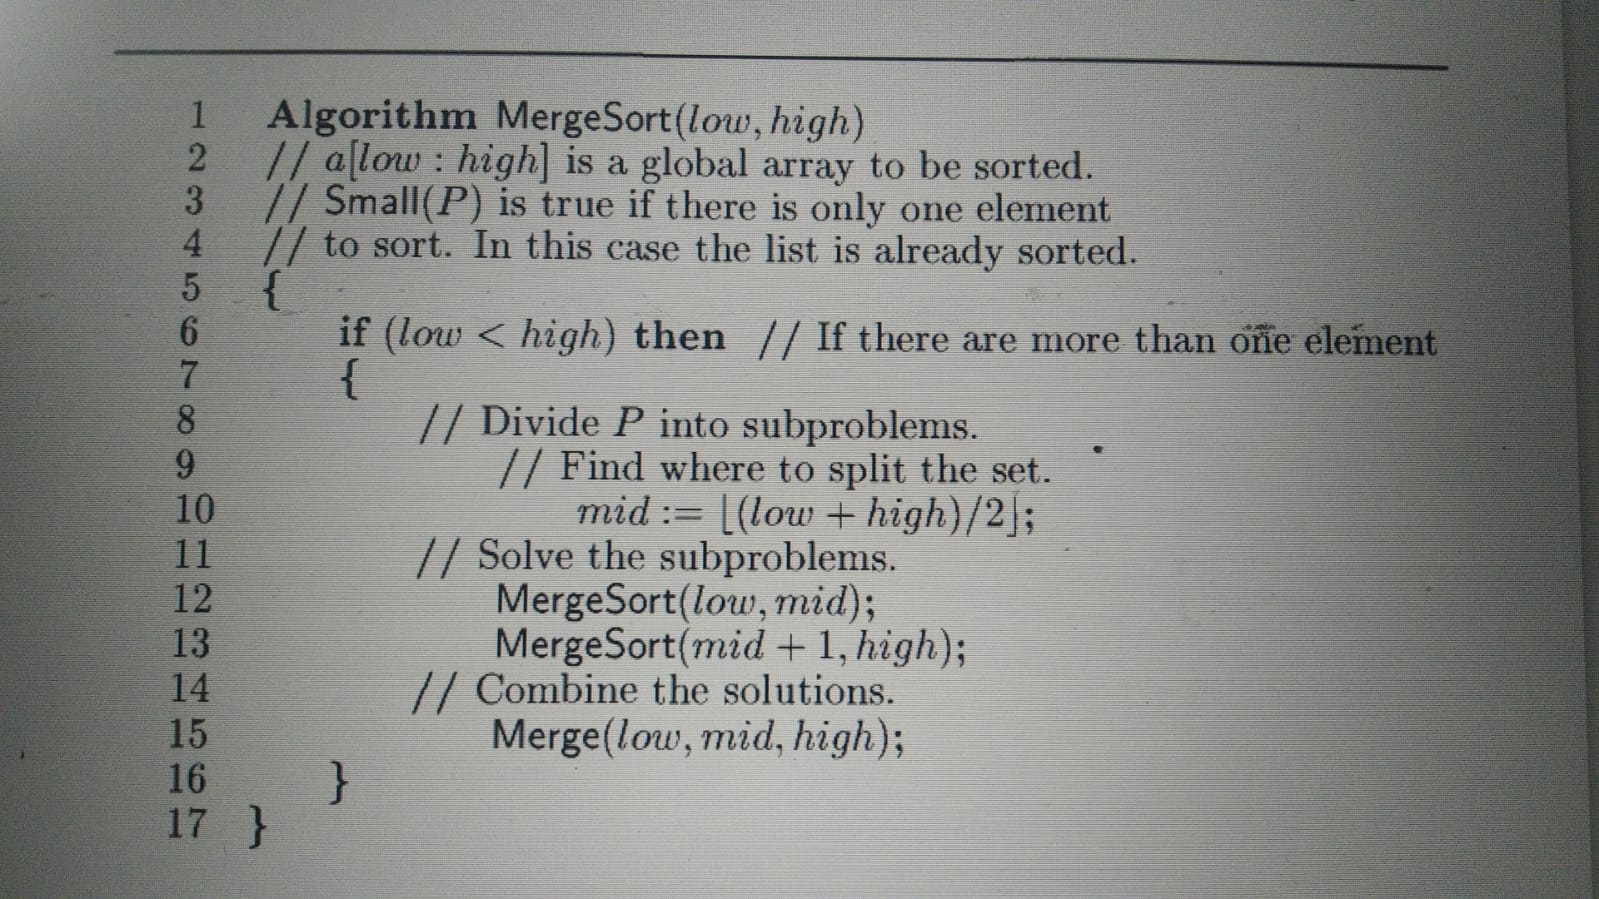 1 Algorithm MergeSort(low, high)
2 // a[low : high] is a global array to be sorted.
3 // Small(P) is true if there is only one element
4 // to sort. In this case the list is already sorted.
5 {
6 if (low < high) then // If there are more than one element
7 {
8 // Divide P into subproblems.
9 // Find where to split the set.
10 mid := ⌊(low + high)/2⌋;
11 // Solve the subproblems.
12 MergeSort(low, mid);
13 MergeSort(mid + 1, high);
14 // Combine the solutions.
15 Merge(low, mid, high);
16 }
17 }